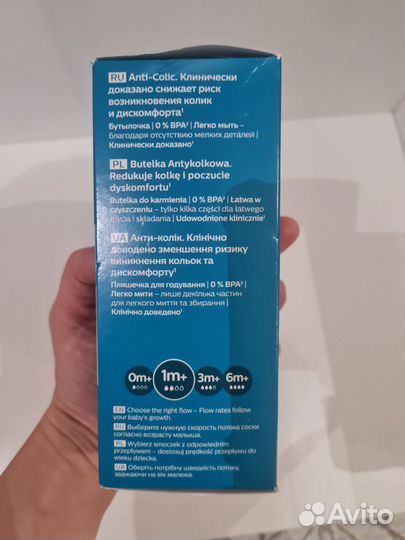 RU Anti-Colic. Клинически
доказано снижает риск
возникновения колик
и дискомфорта¹
Бутылочка | 0 % BPA² | Легко мыть –
благодаря отсутствию мелких деталей |
Клинически доказано¹
PL Butelka Antykolkowa.
Redukuje kolkę i poczucie
dyskomfortu¹
Butelka do karmienia | 0 % BPA² | Łatwa w
czyszczeniu – tylko kilka części dla łatwego
mycia i składania | Udowodnione klinicznie¹
UA Анти-колік. Клінічно
доведено зменшення ризику
виникнення кольок та
дискомфорту¹
Пляшечка для годування | 0 % BPA² |
Легко мити – лише декілька частин
для легкого миття та збирання |
Клінічно доведено¹
0m+ 1m+ 3m+ 6m+
EN Choose the right flow – Flow rates follow
your baby's growth.
RU Выберите нужную скорость потока соски
согласно возрасту малыша.
PL Wybierz smoczek z odpowiednim
przepływem – dostosuj prędkość przepływu do
wieku dziecka.
UA Оберіть потрібну швидкість потоку,
зважаючи на вік малюка.
Avito